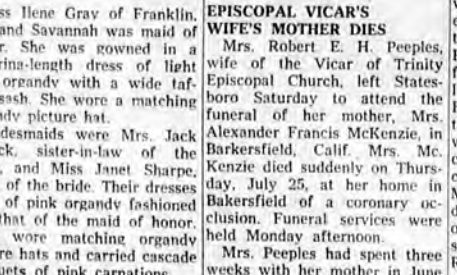 ss Ilene Gray of Franklin,
and Savannah was maid of
r. She was gowned in a
rina-length dress of light
organdy with a wide taf-
sash. She wore a matching
ndy picture hat.
desmaids were Mrs. Jack
ck, sister-in-law of the
, and Miss Janet Sharpe,
of the bride. Their dresses
of pink organdy fashioned
that of the maid of honor.
wore matching organdy
re hats and carried cascade
uets of pink carnations.
EPISCOPAL VICAR'S
WIFE'S MOTHER DIES
Mrs. Robert E. H. Peeples,
wife of the Vicar of Trinity
Episcopal Church, left States-
boro Saturday to attend the
funeral of her mother, Mrs.
Alexander Francis McKenzie, in
Barkersfield, Calif. Mrs. Mc.
Kenzie died suddenly on Thurs-
day, July 25, at her home in
Bakersfield of a coronary oc-
clusion. Funeral services were
held Monday afternoon.
Mrs. Peeples had spent three
weeks with her mother in June